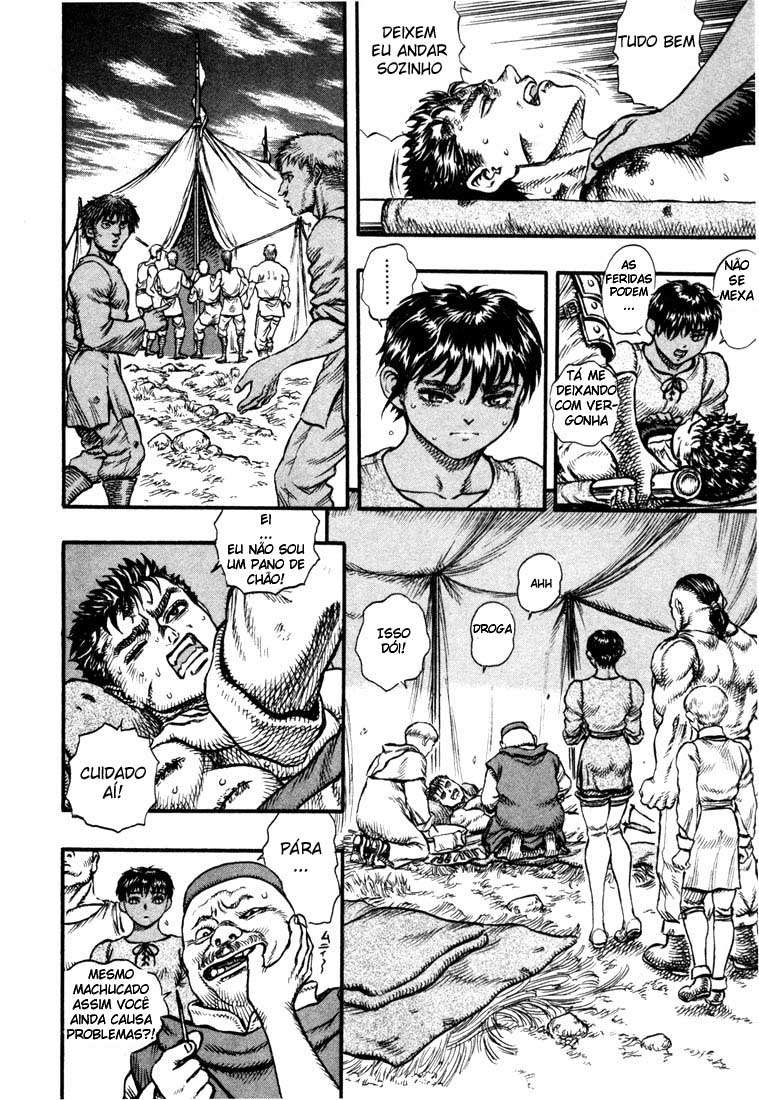 TUDO BEM
DEIXEM
EU ANDAR
SOZINHO
NÃO
SE
MEXA
AS
FERIDAS
PODEM
...
TÁ ME
DEIXANDO
COM VER-
GONHA
........
AHH
DROGA
ISSO
DÓI!
EI
...
EU NÃO SOU
UM PANO DE
CHÃO!
CUIDADO
AÍ!
PÁRA
...
MESMO
MACHUCADO
ASSIM VOCÊ
AINDA CAUSA
PROBLEMAS?!